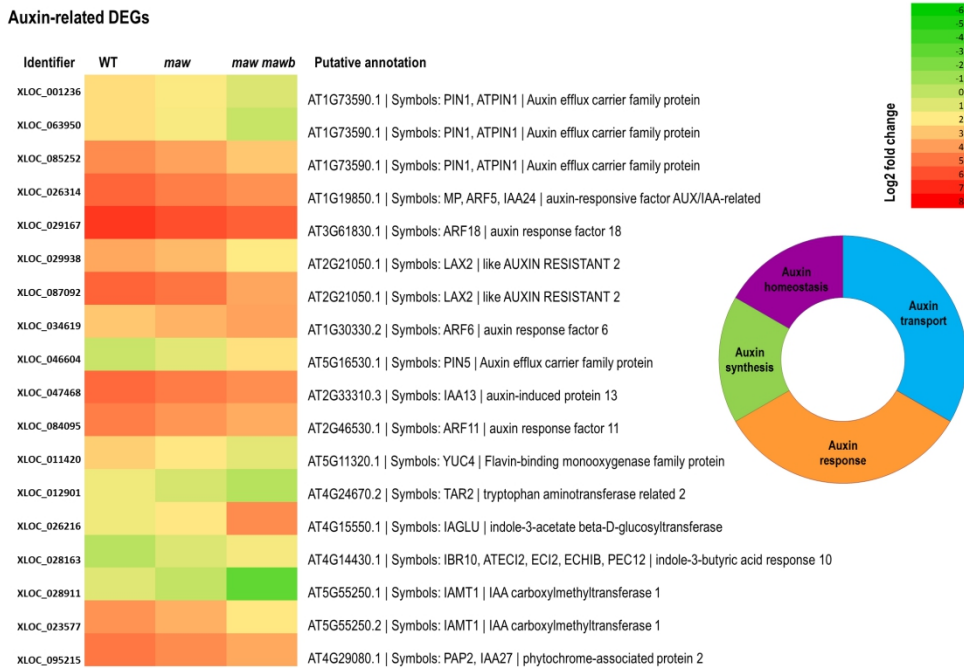 Auxin-related DEGs
Identifier WT maw maw mawb Putative annotation
XLOC_001236 AT1G73590.1 | Symbols: PIN1, ATPIN1 | Auxin efflux carrier family protein
XLOC_063950 AT1G73590.1 | Symbols: PIN1, ATPIN1 | Auxin efflux carrier family protein
XLOC_085252 AT1G73590.1 | Symbols: PIN1, ATPIN1 | Auxin efflux carrier family protein
XLOC_026314 AT1G19850.1 | Symbols: MP, ARF5, IAA24 | auxin-responsive factor AUX/IAA-related
XLOC_029167 AT3G61830.1 | Symbols: ARF18 | auxin response factor 18
XLOC_029938 AT2G21050.1 | Symbols: LAX2 | like AUXIN RESISTANT 2
XLOC_087092 AT2G21050.1 | Symbols: LAX2 | like AUXIN RESISTANT 2
XLOC_034619 AT1G30330.2 | Symbols: ARF6 | auxin response factor 6
XLOC_046604 AT5G16530.1 | Symbols: PIN5 | Auxin efflux carrier family protein
XLOC_047468 AT2G33310.3 | Symbols: IAA13 | auxin-induced protein 13
XLOC_084095 AT2G46530.1 | Symbols: ARF11 | auxin response factor 11
XLOC_011420 AT5G11320.1 | Symbols: YUC4 | Flavin-binding monooxygenase family protein
XLOC_012901 AT4G24670.2 | Symbols: TAR2 | tryptophan aminotransferase related 2
XLOC_026216 AT4G15550.1 | Symbols: IAGLU | indole-3-acetate beta-D-glucosyltransferase
XLOC_028163 AT4G14430.1 | Symbols: IBR10, ATECI2, ECI2, ECHIB, PEC12 | indole-3-butyric acid response 10
XLOC_028911 AT5G55250.1 | Symbols: IAMT1 | IAA carboxylmethyltransferase 1
XLOC_023577 AT5G55250.2 | Symbols: IAMT1 | IAA carboxylmethyltransferase 1
XLOC_095215 AT4G29080.1 | Symbols: PAP2, IAA27 | phytochrome-associated protein 2
Log2 fold change
-6
-5
-4
-3
-2
-1
0
1
2
3
4
5
6
7
8
Auxin
homeostasis
Auxin
transport
Auxin
synthesis
Auxin
response